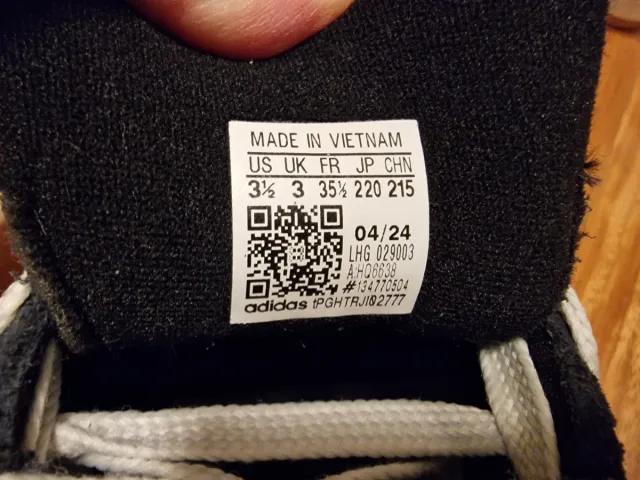 MADE IN VIETNAM
US UK FR JP CHN
3½ 3 35½ 220 215
04/24
LHG 029003
A:HQ6638
#134770504
adidas tPGHTRJI02777